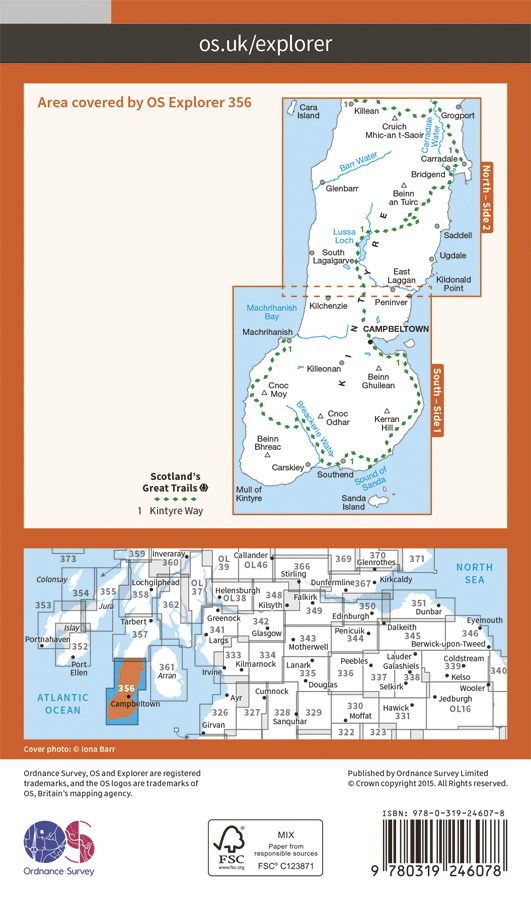 os.uk/explorer
Area covered by OS Explorer 356
Cara
Island
1
Killean
Grogport
Cruich
Mhic-an t-Saoir
Carradale
Water
1
Carradale
Barr Water
Bridgend
Glenbarr
Beinn
an Tuirc
North – Side 2
Lussa
Loch
1
Saddell
Ugdale
South
Lagalgarve
East
Laggan
Kildonald
Point
Peninver
Kilchenzie
Machrihanish
Bay
KINTYRE
CAMPBELTOWN
Machrihanish
1
1
Killeonan
Beinn
Ghuilean
South – Side 1
Cnoc
Moy
Breackerie Water
Cnoc
Odhar
Kerran
Hill
Beinn
Bhreac
Carskiey
Southend
1
Sound of
Sanda
Mull of
Kintyre
Sanda
Island
Scotland's
Great Trails
1 Kintyre Way
373
359
Inveraray
360
OL
39
Callander
OL46
366
369
370
Glenrothes
371
NORTH
SEA
Colonsay
354
355
Jura
Lochgilphead
358
OL
37
Helensburgh
OL38
348
Stirling
Dunfermline
367
Kirkcaldy
353
362
Kilsyth
Falkirk
349
350
351
Dunbar
Islay
Tarbert
Greenock
342
Edinburgh
Dalkeith
Eyemouth
Portnahaven
352
357
341
Largs
Glasgow
343
Motherwell
Penicuik
344
345
346
Berwick-upon-Tweed
Port
Ellen
361
Arran
333
334
Kilmarnock
Lanark
335
Peebles
336
Lauder
Galashiels
Coldstream
339
340
Irvine
337
338
Kelso
356
Campbeltown
Ayr
Cumnock
Douglas
Selkirk
Wooler
ATLANTIC
OCEAN
326
327
328
Sanquhar
329
330
Moffat
Hawick
331
Jedburgh
OL16
Girvan
322
323
Cover photo: © Iona Barr
Ordnance Survey, OS and Explorer are registered
trademarks, and the OS logos are trademarks of
OS, Britain's mapping agency.
Published by Ordnance Survey Limited
© Crown copyright 2015. All Rights reserved.
OS
Ordnance Survey
FSC
www.fsc.org
MIX
Paper from
responsible sources
FSC® C123871
ISBN: 978-0-319-24607-8
9 780319 246078